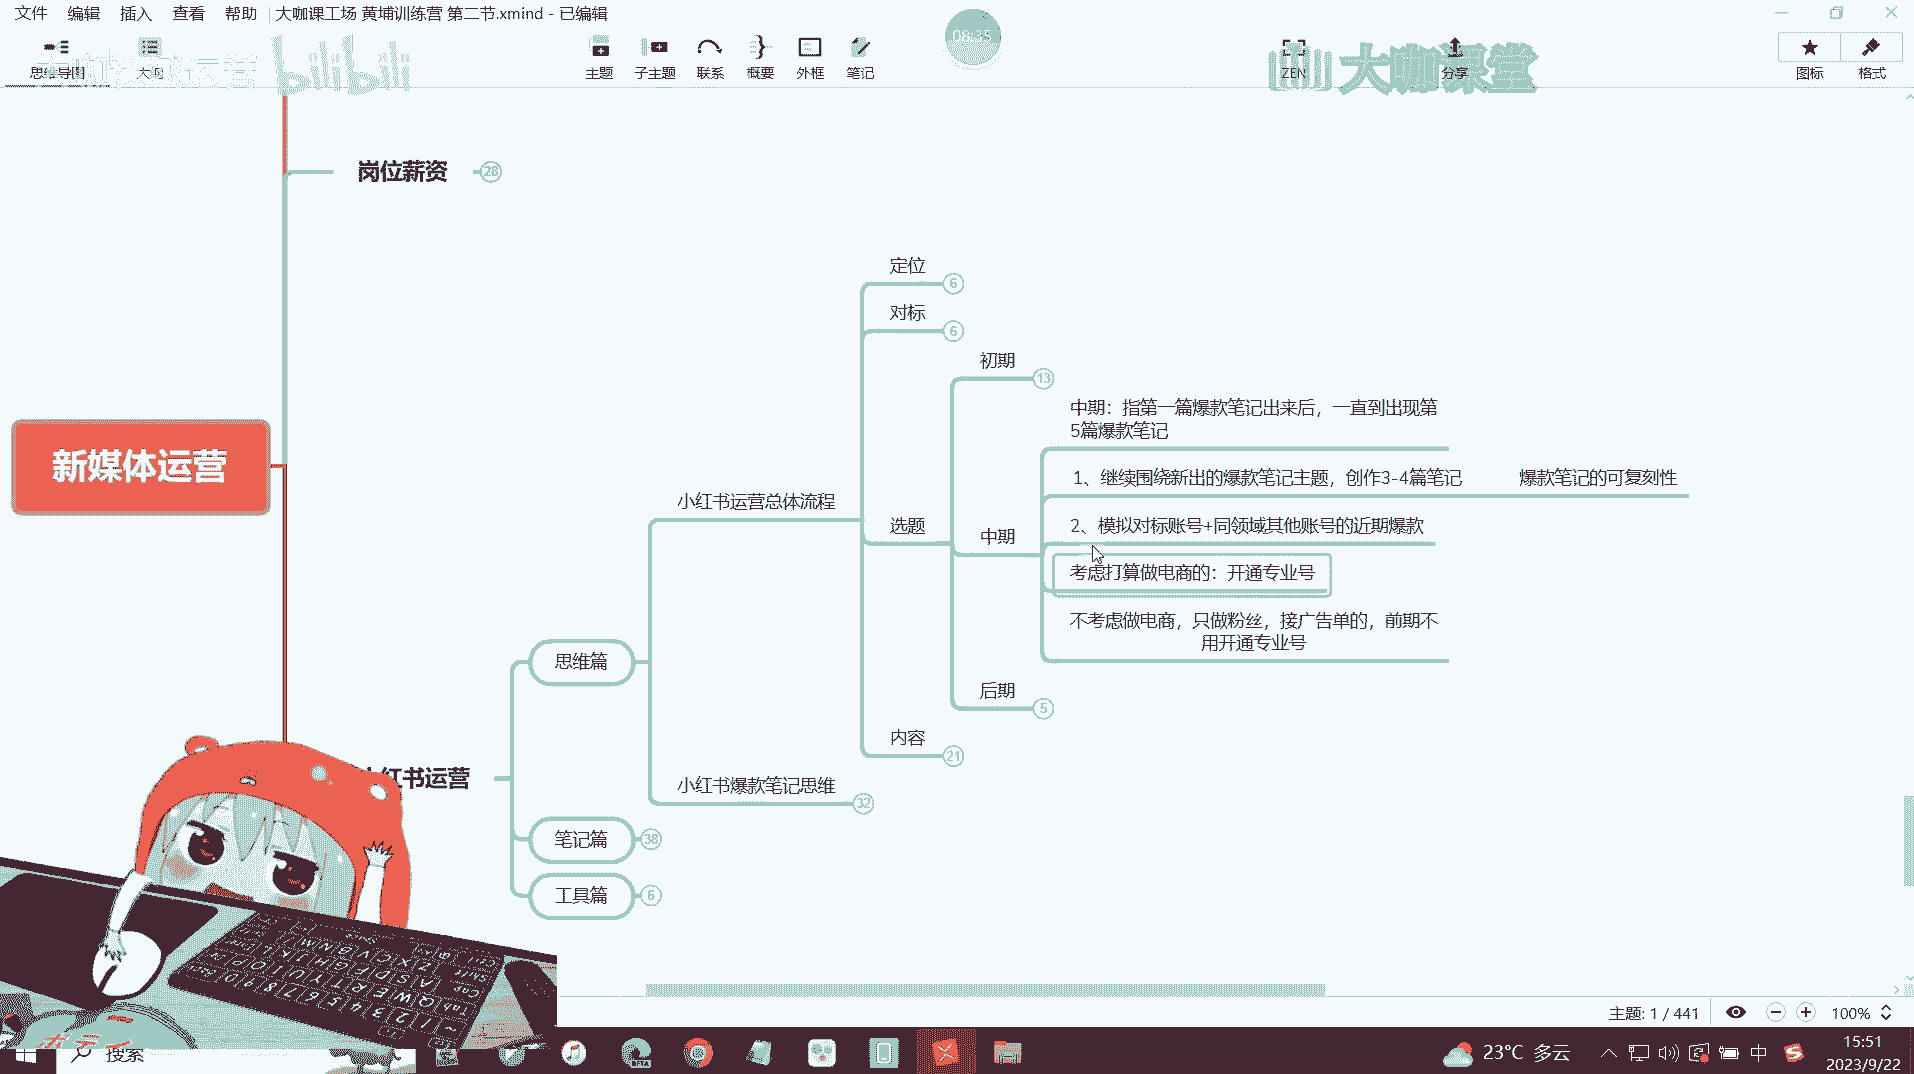 文件 编辑 插入 查看 帮助 大咖课工场 黄埔训练营 第二节.xmind - 已编辑
08:35
思维导图 大纲
bilibili
主题 子主题 联系 概要 外框 笔记
ZEN 分享
大咖课堂
图标 格式
岗位薪资 28
定位 6
对标 6
初期 13
中期：指第一篇爆款笔记出来后，一直到出现第
5篇爆款笔记
1、继续围绕新出的爆款笔记主题，创作3-4篇笔记 爆款笔记的可复刻性
新媒体运营
小红书运营总体流程
选题
中期
2、模拟对标账号+同领域其他账号的近期爆款
考虑打算做电商的：开通专业号
不考虑做电商，只做粉丝，接广告单的，前期不
用开通专业号
思维篇
后期 5
内容 21
红书运营
小红书爆款笔记思维 32
笔记篇 38
工具篇 6
主题: 1 / 441 100%
搜索
BETA
23°C 多云
中
15:51
2023/9/22